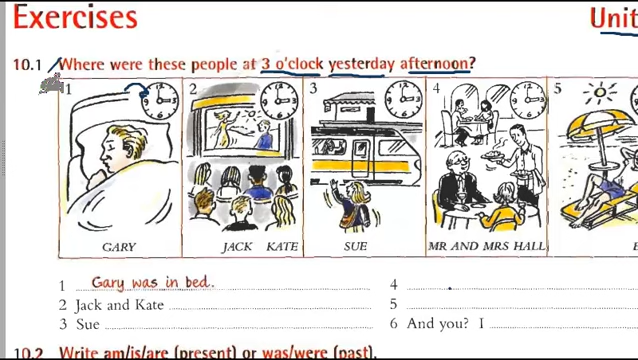 Exercises
Unit
10.1 Where were these people at 3 o'clock yesterday afternoon?
1
2
3
4
5
GARY
JACK KATE
SUE
MR AND MRS HALL
1 Gary was in bed.
2 Jack and Kate
3 Sue
4
5
6 And you? I
10.2 Write am/is/are (present) or was/were (past).